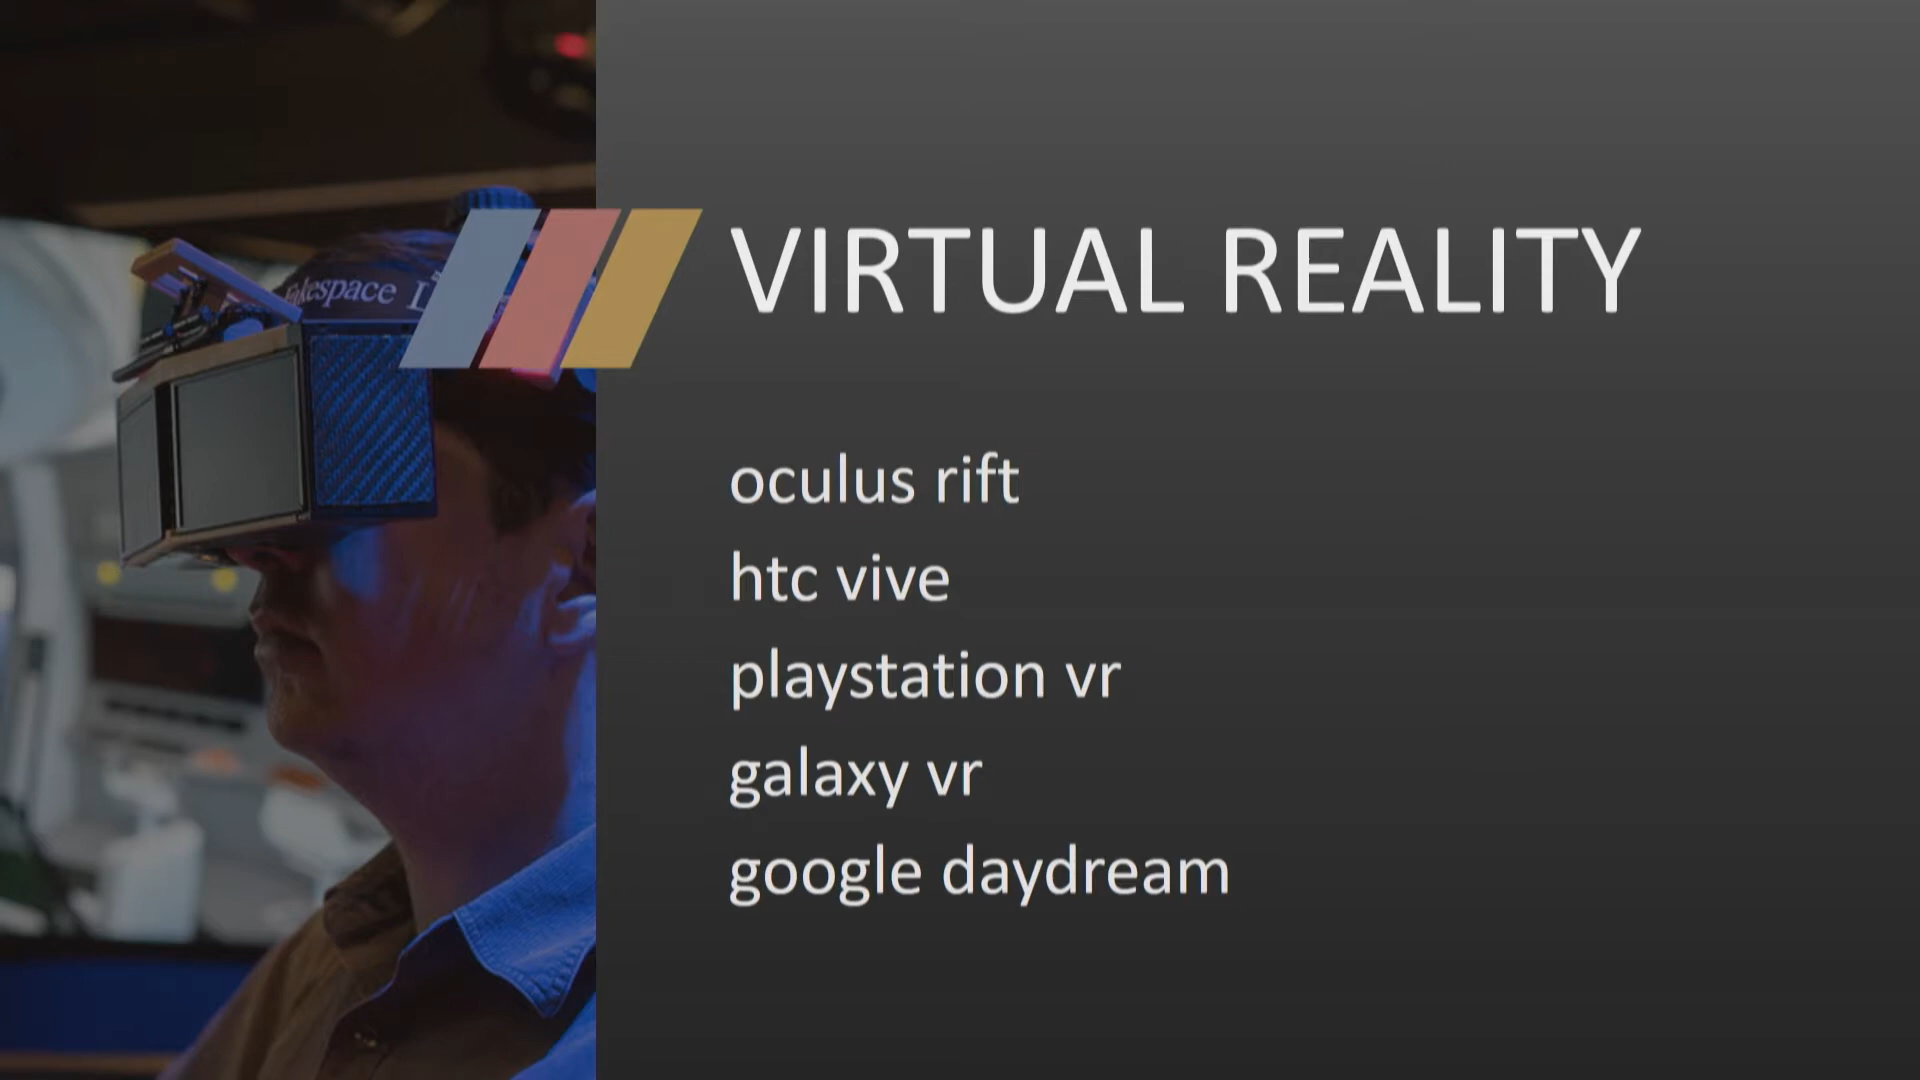 VIRTUAL REALITY
oculus rift
htc vive
playstation vr
galaxy vr
google daydream